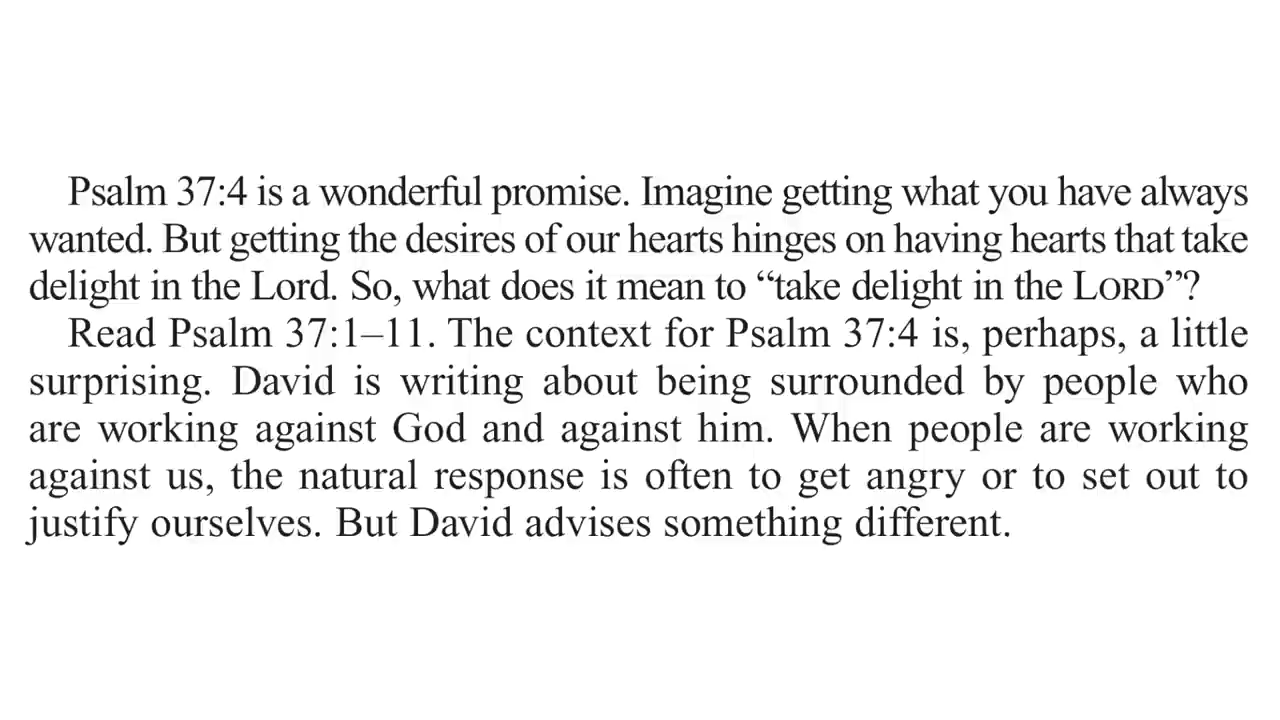 Psalm 37:4 is a wonderful promise. Imagine getting what you have always
wanted. But getting the desires of our hearts hinges on having hearts that take
delight in the Lord. So, what does it mean to “take delight in the LORD”?
Read Psalm 37:1–11. The context for Psalm 37:4 is, perhaps, a little
surprising. David is writing about being surrounded by people who
are working against God and against him. When people are working
against us, the natural response is often to get angry or to set out to
justify ourselves. But David advises something different.